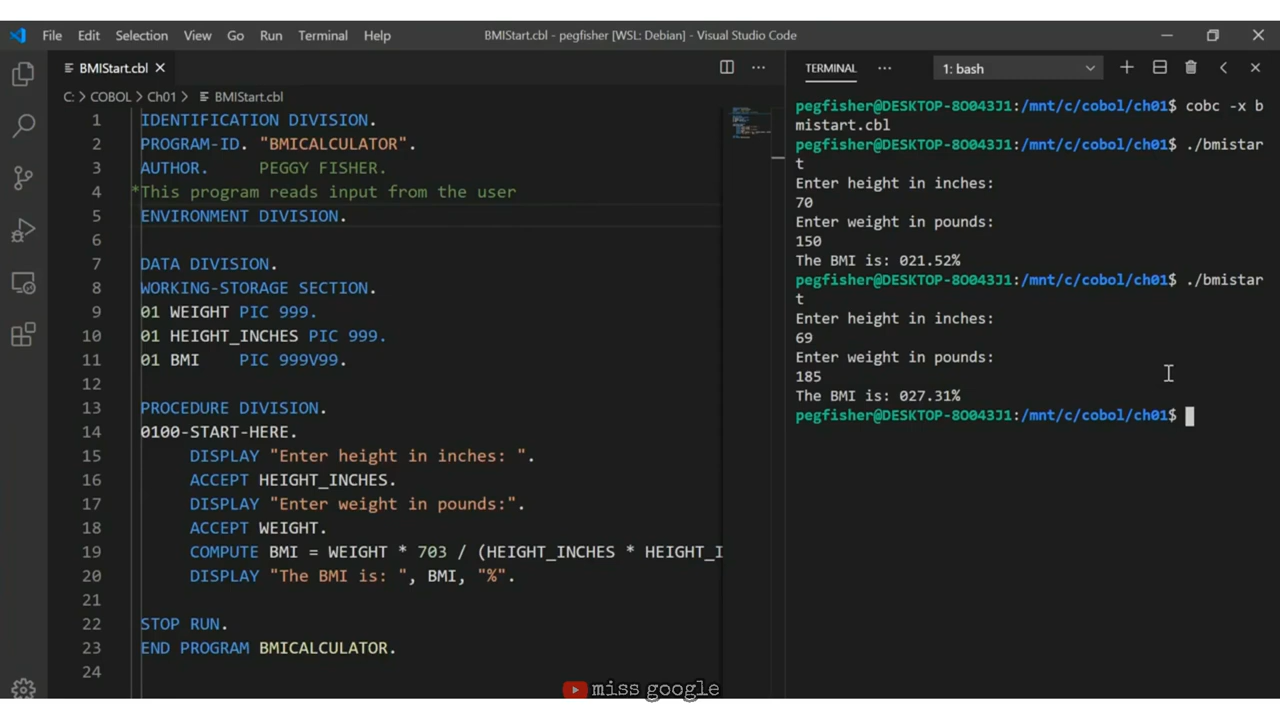 File Edit Selection View Go Run Terminal Help BMIStart.cbl - pegfisher [WSL: Debian] - Visual Studio Code
BMIStart.cbl
C: > COBOL > Ch01 > BMIStart.cbl
1 IDENTIFICATION DIVISION.
2 PROGRAM-ID. "BMICALCULATOR".
3 AUTHOR. PEGGY FISHER.
4 *This program reads input from the user
5 ENVIRONMENT DIVISION.
6
7 DATA DIVISION.
8 WORKING-STORAGE SECTION.
9 01 WEIGHT PIC 999.
10 01 HEIGHT_INCHES PIC 999.
11 01 BMI PIC 999V99.
12
13 PROCEDURE DIVISION.
14 0100-START-HERE.
15 DISPLAY "Enter height in inches: ".
16 ACCEPT HEIGHT_INCHES.
17 DISPLAY "Enter weight in pounds:".
18 ACCEPT WEIGHT.
19 COMPUTE BMI = WEIGHT * 703 / (HEIGHT_INCHES * HEIGHT_I
20 DISPLAY "The BMI is: ", BMI, "%".
21
22 STOP RUN.
23 END PROGRAM BMICALCULATOR.
24
TERMINAL ··· 1: bash
pegfisher@DESKTOP-8O043J1:/mnt/c/cobol/ch01$ cobc -x b
mistart.cbl
pegfisher@DESKTOP-8O043J1:/mnt/c/cobol/ch01$ ./bmistar
t
Enter height in inches:
70
Enter weight in pounds:
150
The BMI is: 021.52%
pegfisher@DESKTOP-8O043J1:/mnt/c/cobol/ch01$ ./bmistar
t
Enter height in inches:
69
Enter weight in pounds:
185
The BMI is: 027.31%
pegfisher@DESKTOP-8O043J1:/mnt/c/cobol/ch01$
miss google